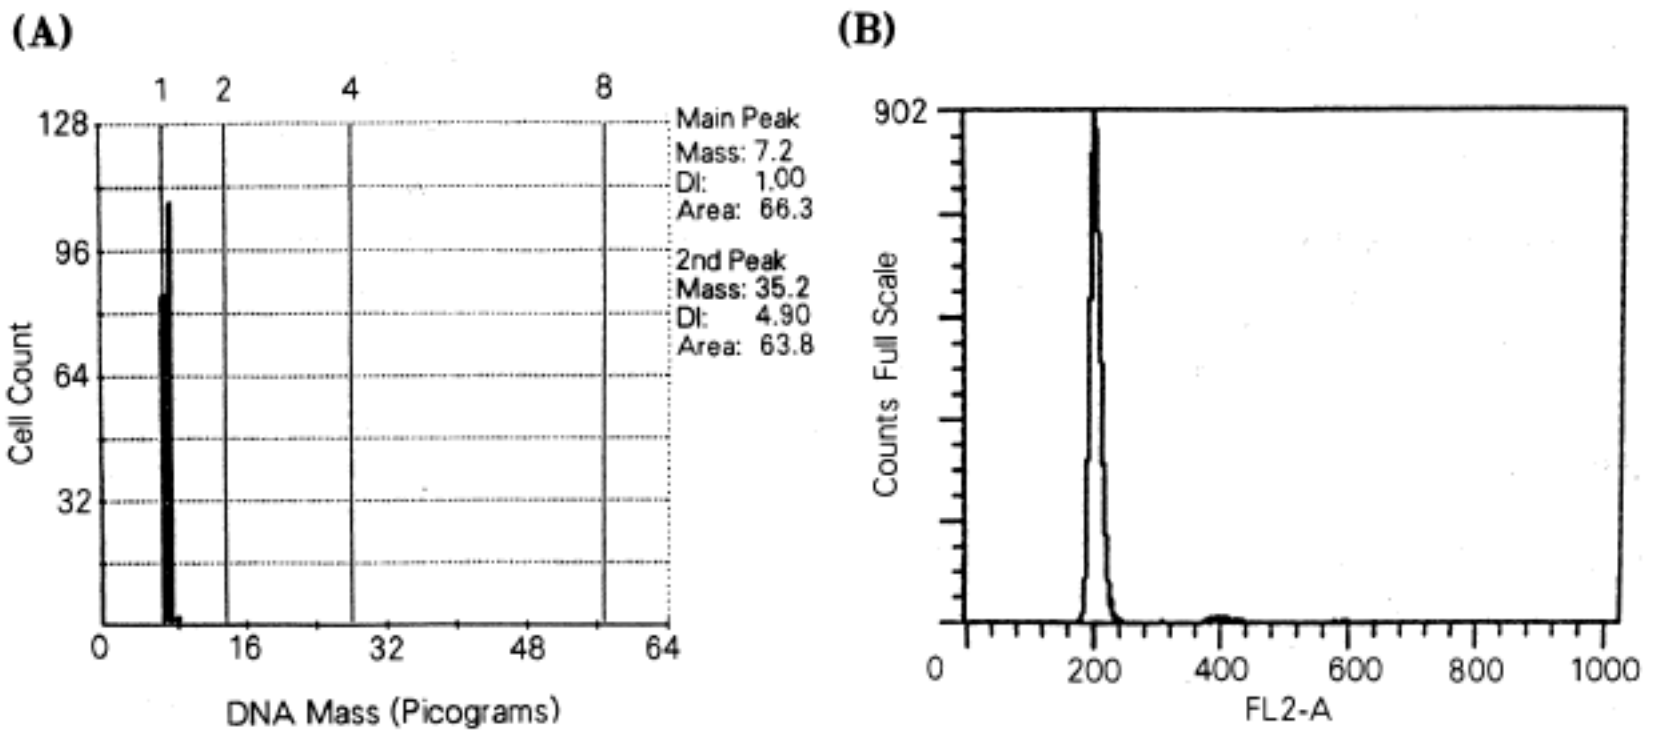 (A)
1 2 4 8
128
96
64
32
0 16 32 48 64
Cell Count
DNA Mass (Picograms)
Main Peak
Mass: 7.2
DI: 1.00
Area: 66.3
2nd Peak
Mass: 35.2
DI: 4.90
Area: 63.8
(B)
902
Counts Full Scale
0 200 400 600 800 1000
FL2-A